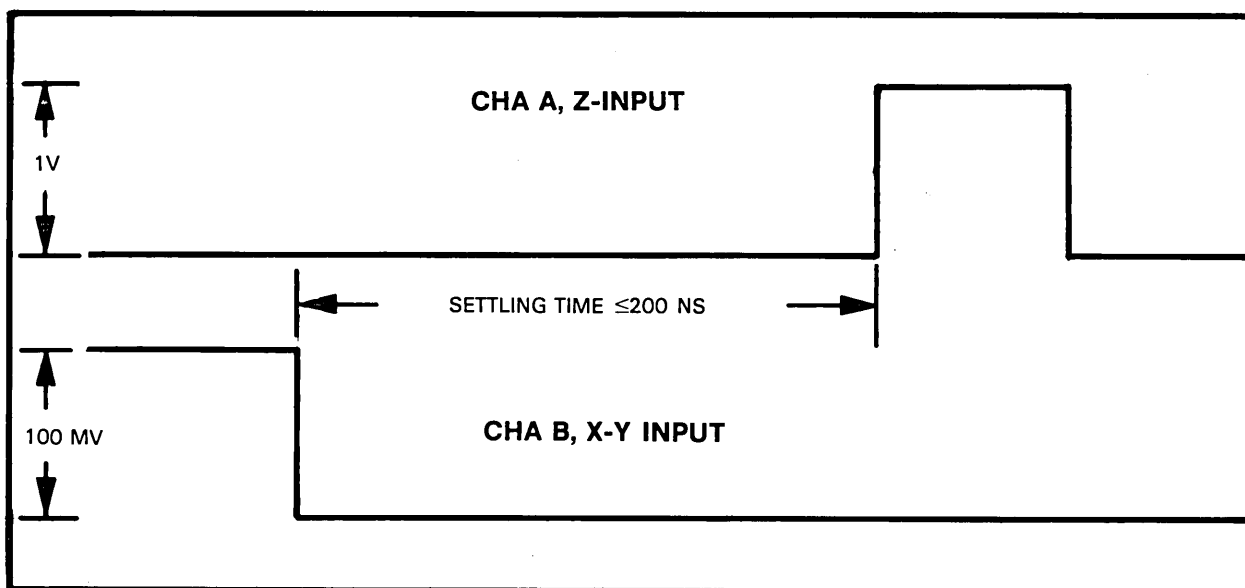 CHA A, Z-INPUT
1V
SETTLING TIME ≤200 NS
100 MV
CHA B, X-Y INPUT